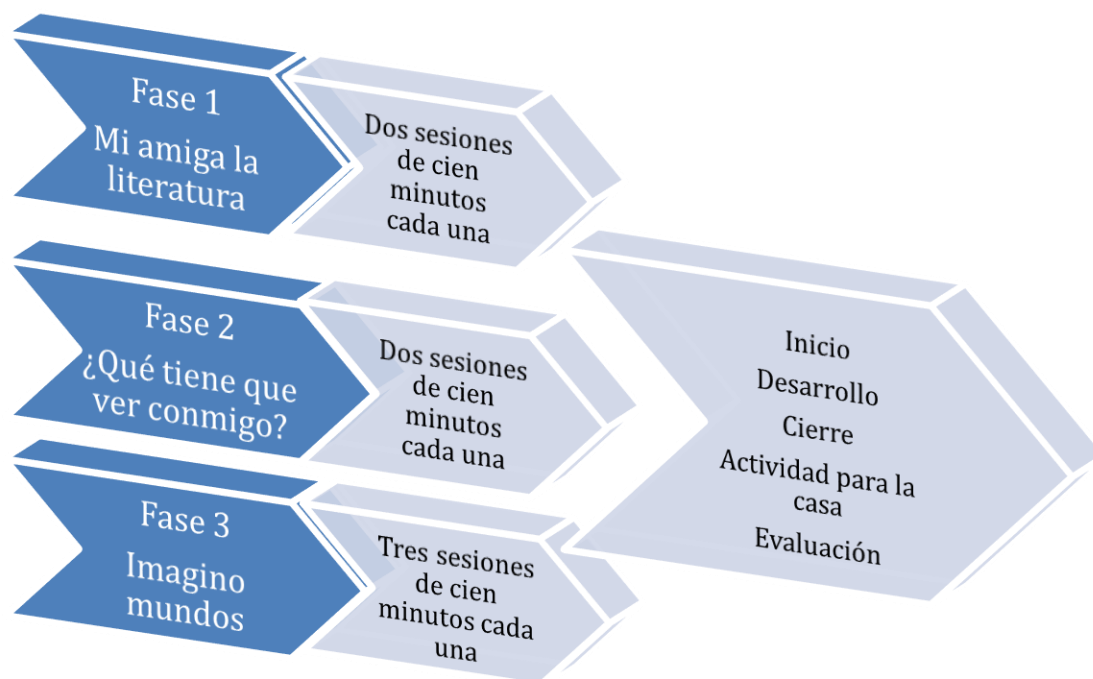 Fase 1
Mi amiga la
literatura
Dos sesiones
de cien
minutos
cada una
Fase 2
¿Qué tiene que
ver conmigo?
Dos sesiones
de cien
minutos
cada una
Fase 3
Imagino
mundos
Tres sesiones
de cien
minutos cada
una
Inicio
Desarrollo
Cierre
Actividad para la
casa
Evaluación